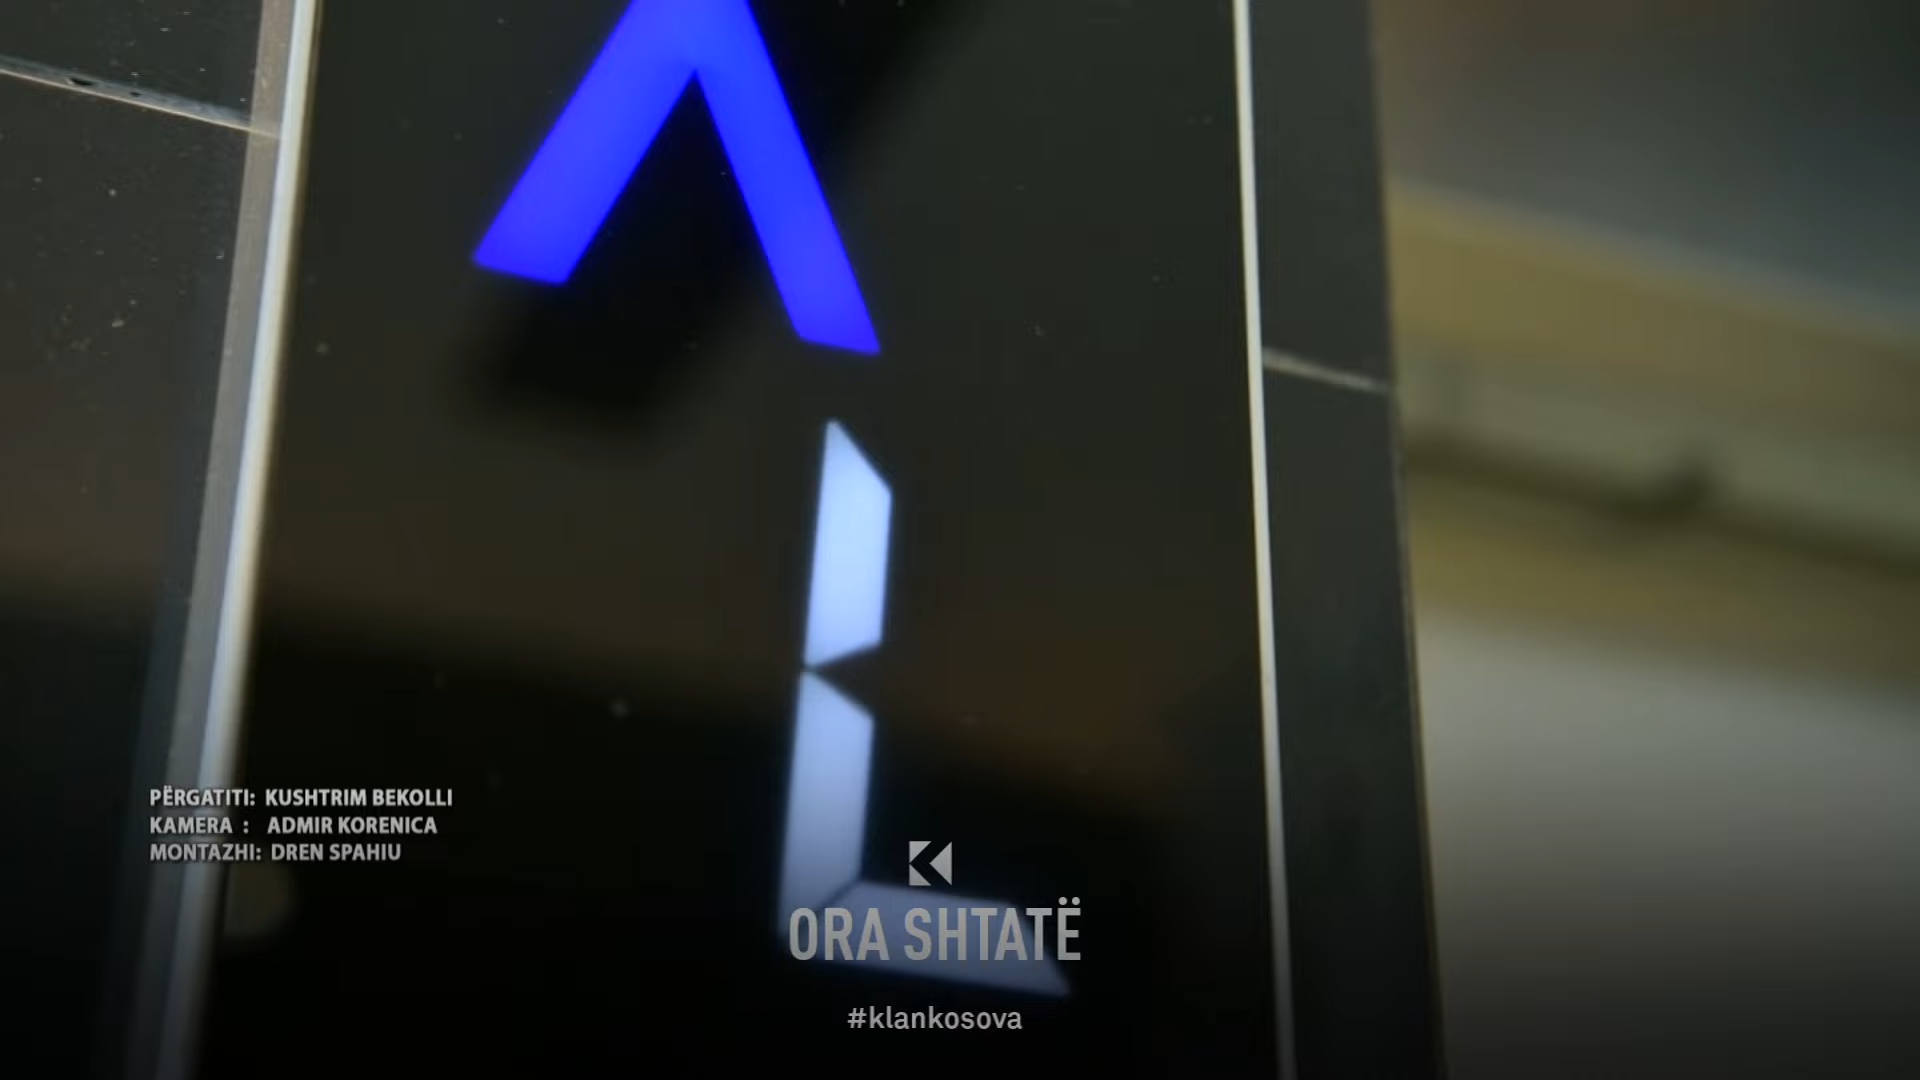 L
PËRGATITI: KUSHTRIM BEKOLLI
KAMERA : ADMIR KORENICA
MONTAZHI: DREN SPAHIU
ORA SHTATË
#klankosova